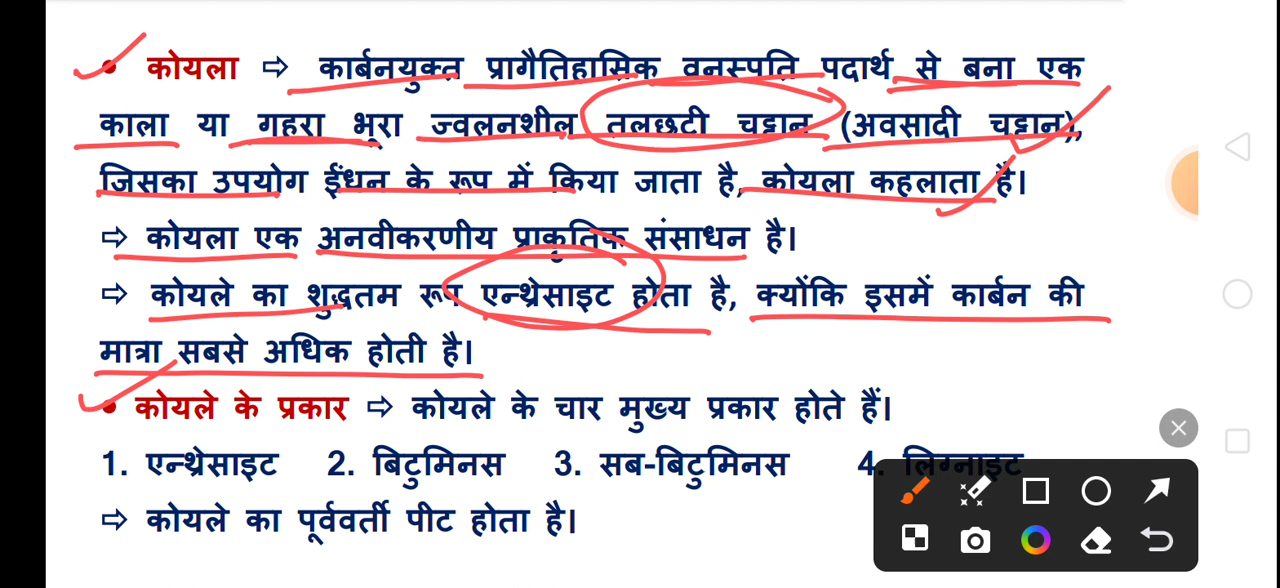 • कोयला ⇨ कार्बनयुक्त प्रागैतिहासिक वनस्पति पदार्थ से बना एक
काला या गहरा भूरा ज्वलनशील तलछटी चट्टान (अवसादी चट्टान),
जिसका उपयोग ईंधन के रूप में किया जाता है, कोयला कहलाता है।
⇨ कोयला एक अनवीकरणीय प्राकृतिक संसाधन है।
⇨ कोयले का शुद्धतम रूप एन्थ्रेसाइट होता है, क्योंकि इसमें कार्बन की
मात्रा सबसे अधिक होती है।
• कोयले के प्रकार ⇨ कोयले के चार मुख्य प्रकार होते हैं।
1. एन्थ्रेसाइट 2. बिटुमिनस 3. सब-बिटुमिनस 4. लिग्नाइट
⇨ कोयले का पूर्ववर्ती पीट होता है।